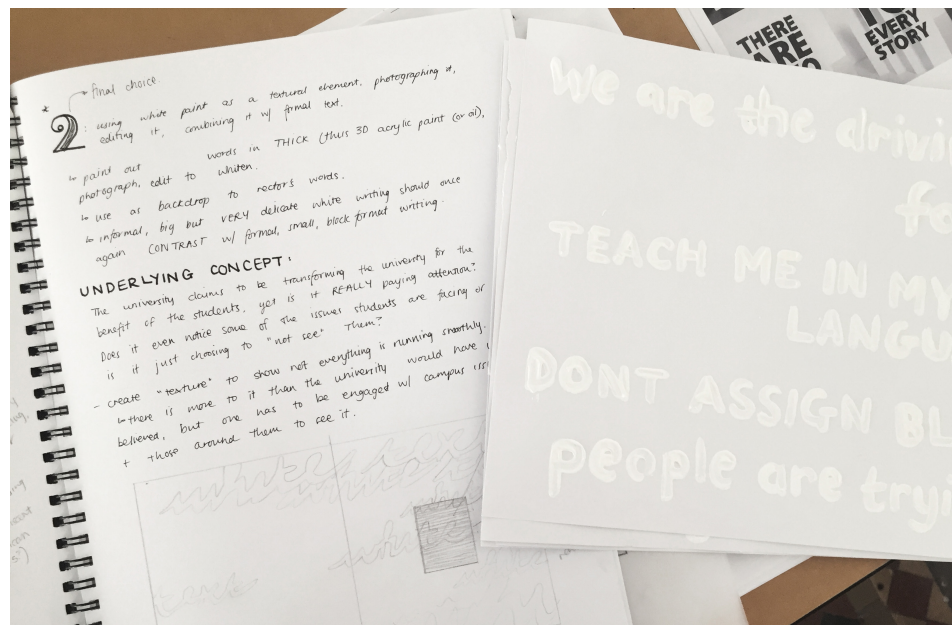 final choice.
2 : using white paint as a textural element, photographing it,
editing it, combining it w/ formal text.
↳ paint out words in THICK (thus 3D acrylic paint (or oil),
photograph, edit to whiten.
↳ use as backdrop to rector's words.
↳ informal, big but VERY delicate white writing should once
again CONTRAST w/ formal, small, block format writing.
UNDERLYING CONCEPT:
The university claims to be transforming the university for the
benefit of the students, yet is it REALLY paying attention?
Does it even notice some of the issues students are facing or
is it just choosing to "not see" them?
- create "texture" to show not everything is running smoothly.
↳ there is more to it than the university would have
believed, but one has to be engaged w/ campus
+ those around them to see it.
white text
white
We are the
TEACH ME IN MY
DONT ASSIGN
people are
THERE
ARE
EVERY
STORY